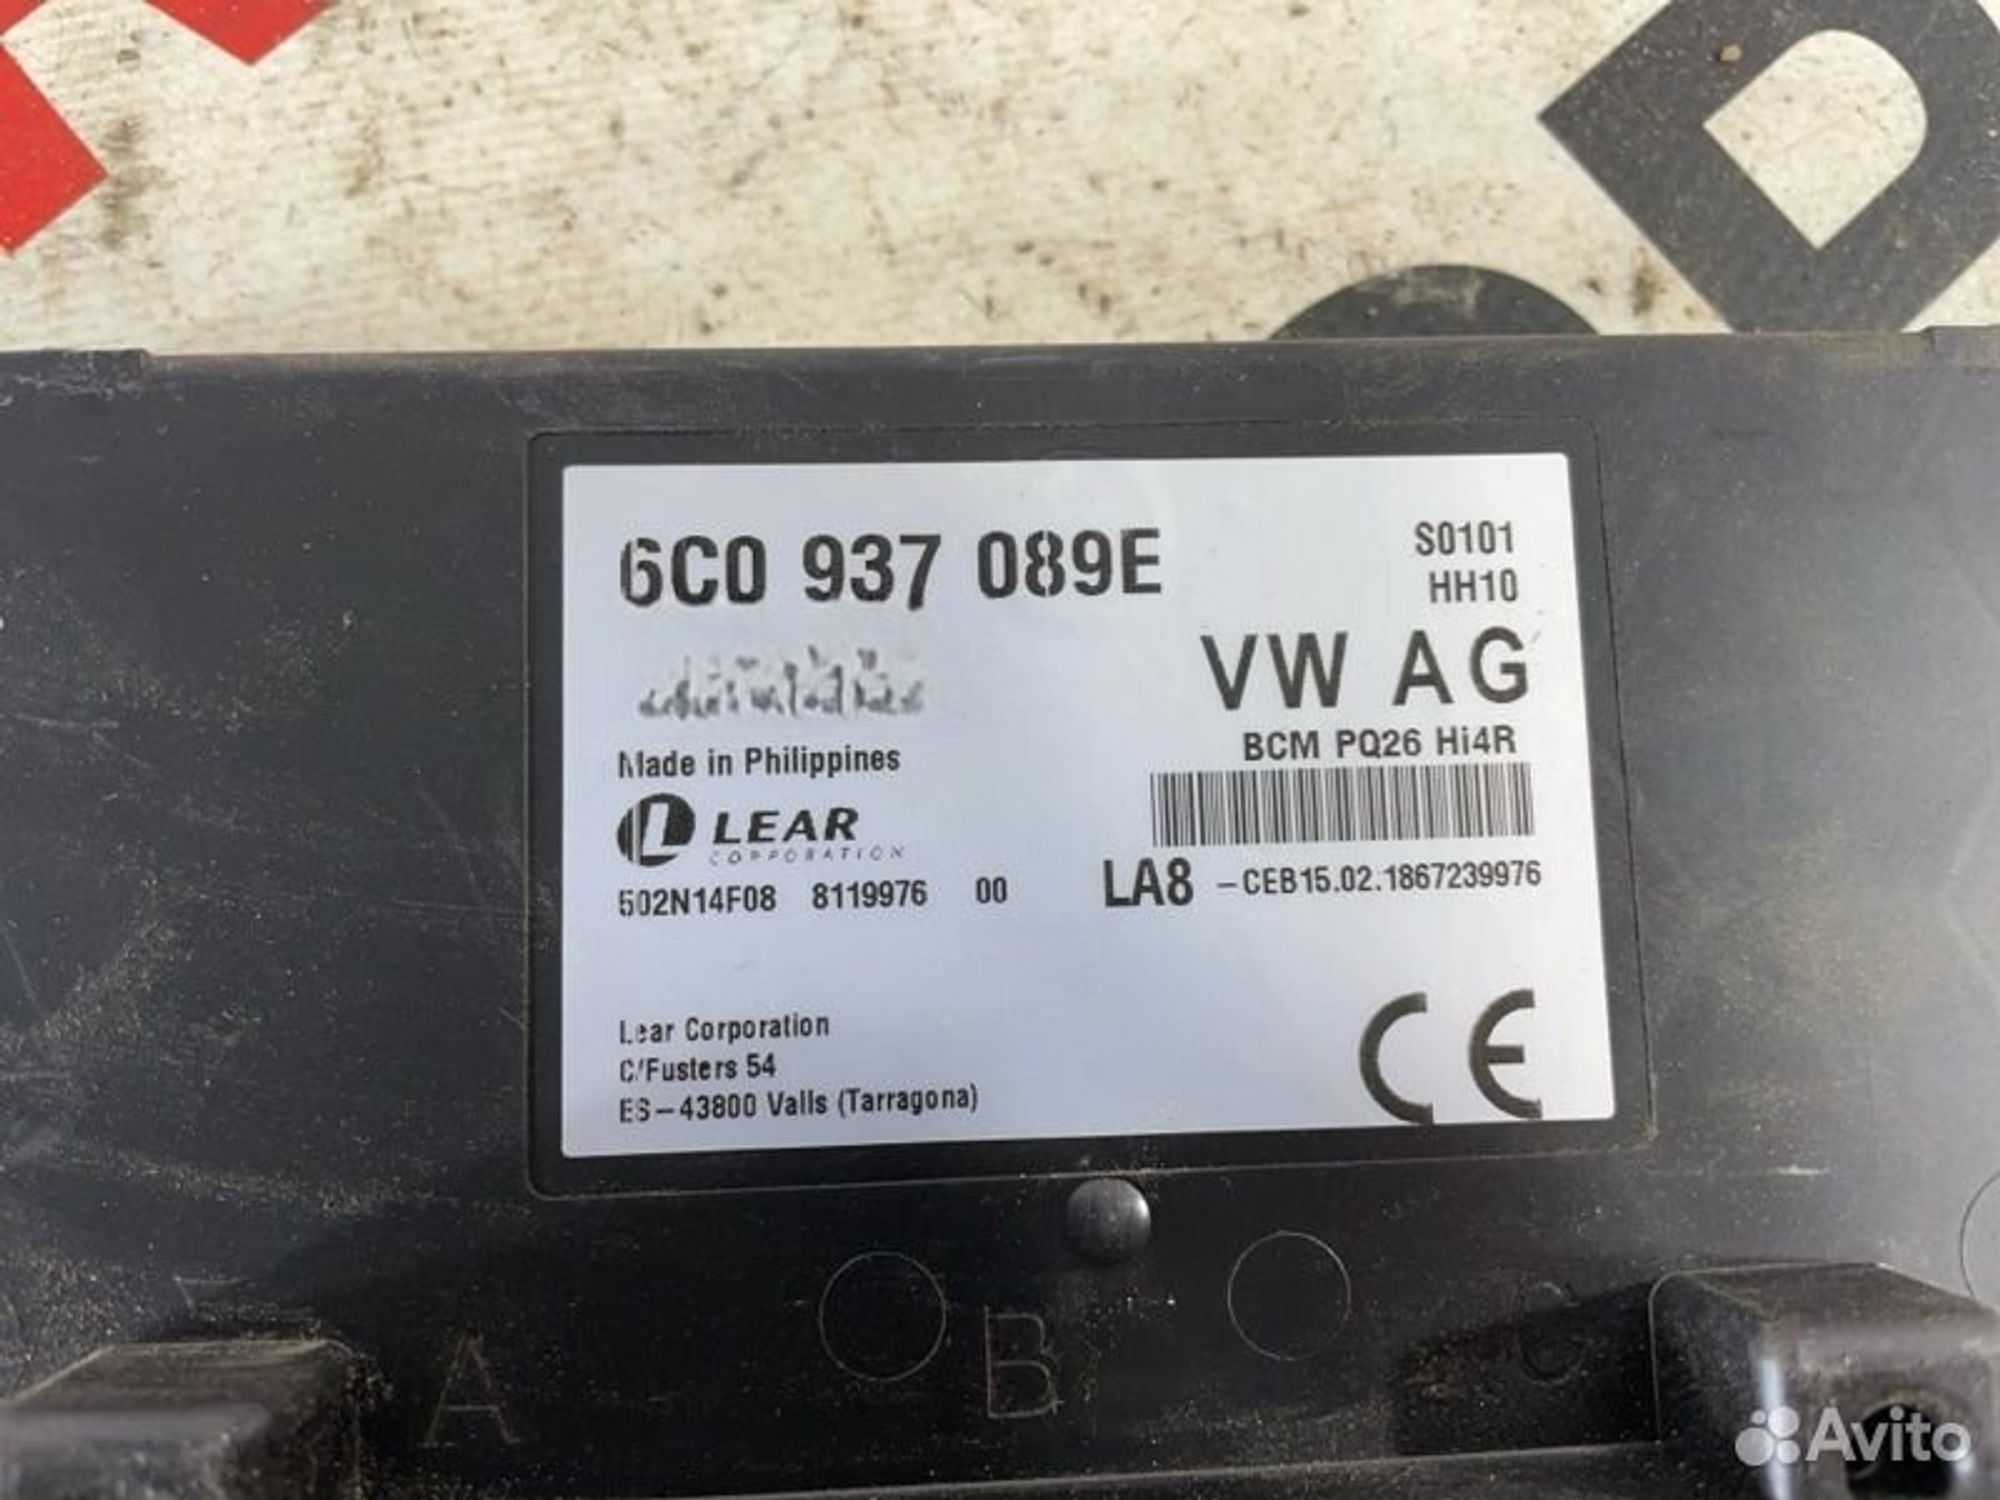 6C0 937 089E
S0101
HH10
VW AG
BCM PQ26 Hi4R
Made in Philippines
LEAR
CORPORATION
502N14F08 8119976 00
LA8 -CEB15.02.1867239976
Lear Corporation
C/Fusters 54
ES-43800 Valls (Tarragona)
CE
A
B
C
Avito